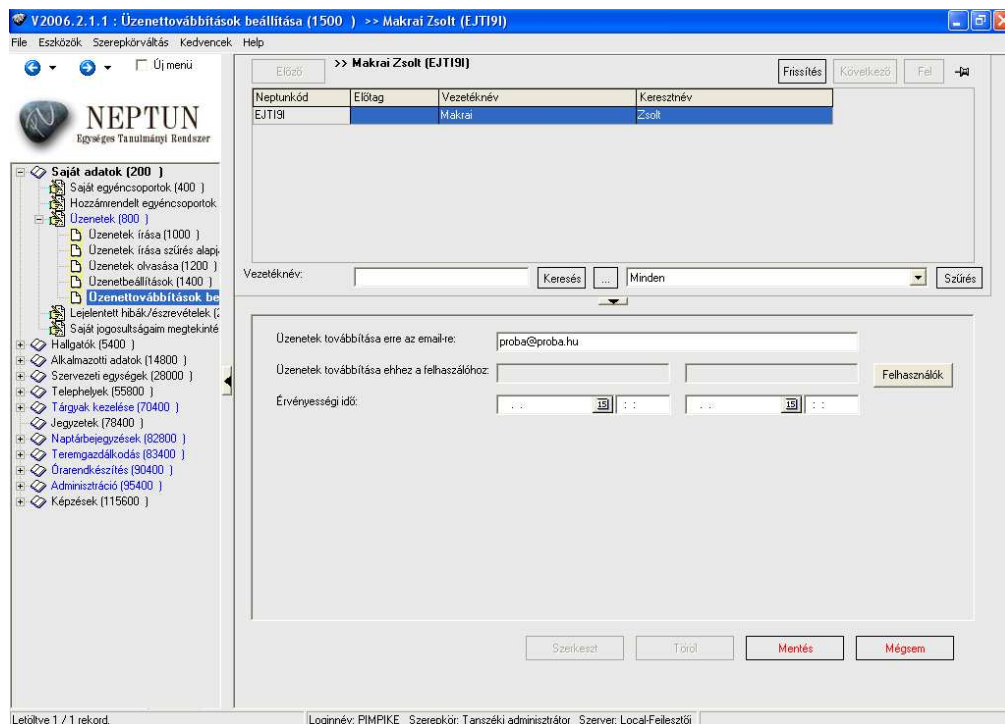 V2006.2.1.1 : Üzenettovábbítások beállítása (1500 ) >> Makrai Zsolt (EJTI9I)
File Eszközök Szerepkörváltás Kedvencek Help
Új menü
NEPTUN
Egységes Tanulmányi Rendszer
Saját adatok (200 )
Saját egyéncsoportok (400 )
Hozzámrendelt egyéncsoportok
Üzenetek (800 )
Üzenetek írása (1000 )
Üzenetek írása szűrés alapj
Üzenetek olvasása (1200 )
Üzenetbeállítások (1400 )
Üzenettovábbítások be
Lejelentett hibák/észrevételek (2
Saját jogosultságaim megtekinté
Hallgatók (5400 )
Alkalmazotti adatok (14800 )
Szervezeti egységek (28000 )
Telephelyek (55800 )
Tárgyak kezelése (70400 )
Jegyzetek (78400 )
Naptárbejegyzések (82800 )
Teremgazdálkodás (83400 )
Órarendkészítés (90400 )
Adminisztráció (95400 )
Képzések (115600 )
Előző >> Makrai Zsolt (EJTI9I) Frissítés Következő Fel
Neptunkód Előtag Vezetéknév Keresztnév
EJTI9I Makrai Zsolt
Vezetéknév: Keresés ... Minden Szűrés
Üzenetek továbbítása erre az email-re: proba@proba.hu
Üzenetek továbbítása ehhez a felhaszálóhoz: Felhasználók
Érvényességi idő: . . 15 : : . . 15 : :
Szerkeszt Töröl Mentés Mégsem
Letöltve 1 / 1 rekord. Loginnév: PIMPIKE Szerepkör: Tanszéki adminisztrátor Szerver: Local-Fejlesztői